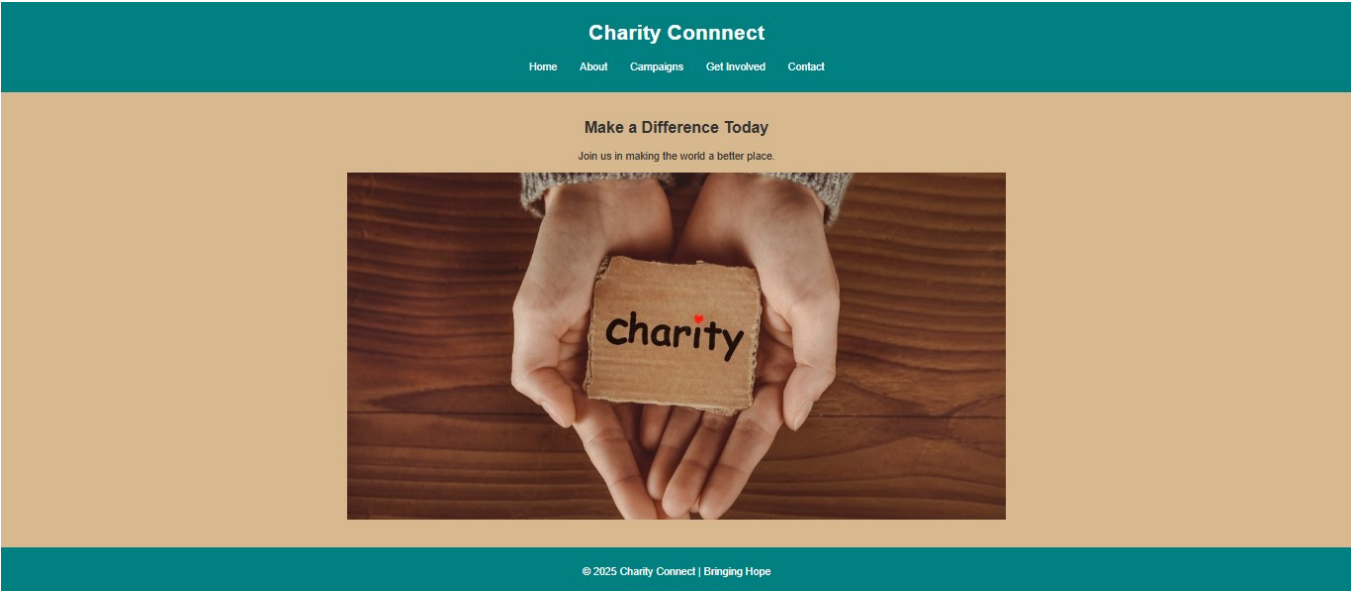 Charity Connnect
Home About Campaigns Get Involved Contact
Make a Difference Today
Join us in making the world a better place.
charity
© 2025 Charity Connect | Bringing Hope